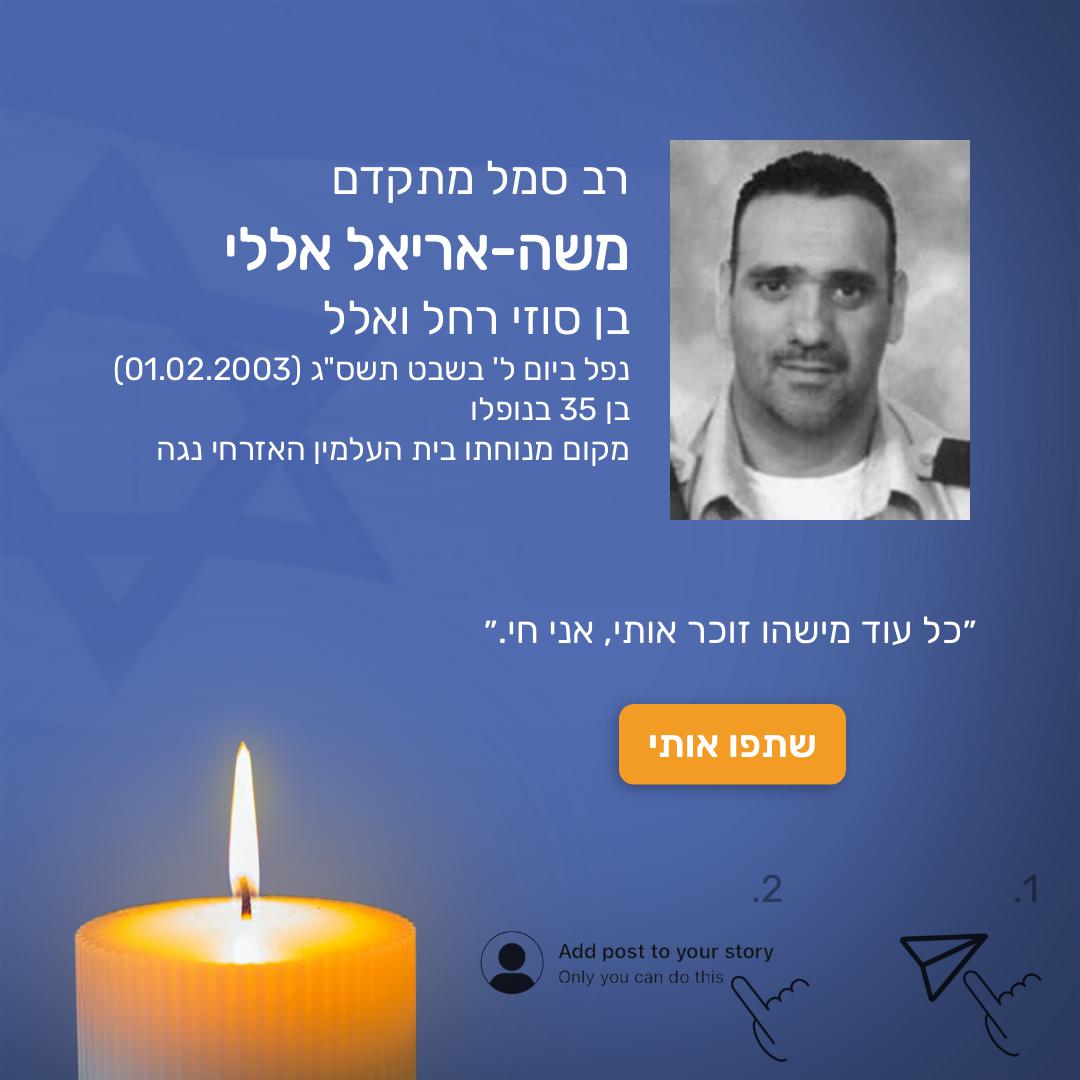 רב סמל מתקדם
משה-אריאל אללי
בן סוזי רחל ואלל
נפל ביום ל' בשבט תשס"ג (01.02.2003)
בן 35 בנופלו
מקום מנוחתו בית העלמין האזרחי נגה
״כל עוד מישהו זוכר אותי, אני חי.״
שתפו אותי
.1
.2
Add post to your story
Only you can do this